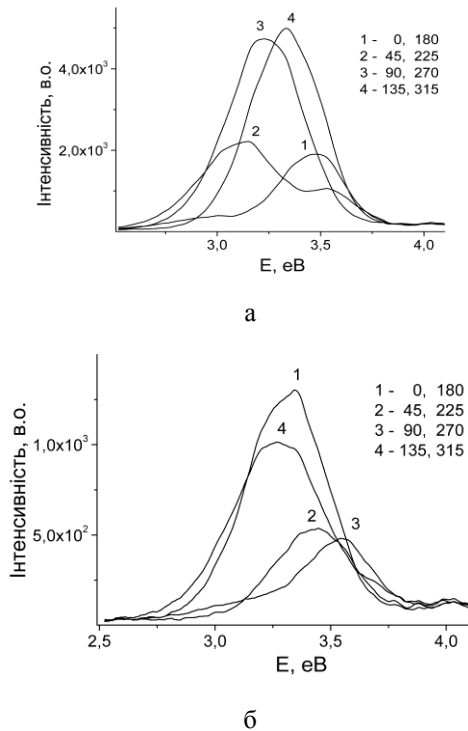 3
4
1 - 0, 180
2 - 45, 225
3 - 90, 270
4 - 135, 315
4,0x10³
2
1
2,0x10³
Інтенсивність, в.о.
3,0
3,5
4,0
E, еВ
а
1
1 - 0, 180
2 - 45, 225
3 - 90, 270
4 - 135, 315
4
1,0x10³
2
3
5,0x10²
Інтенсивність, в.о.
2,5
3,0
3,5
4,0
E, еВ
б